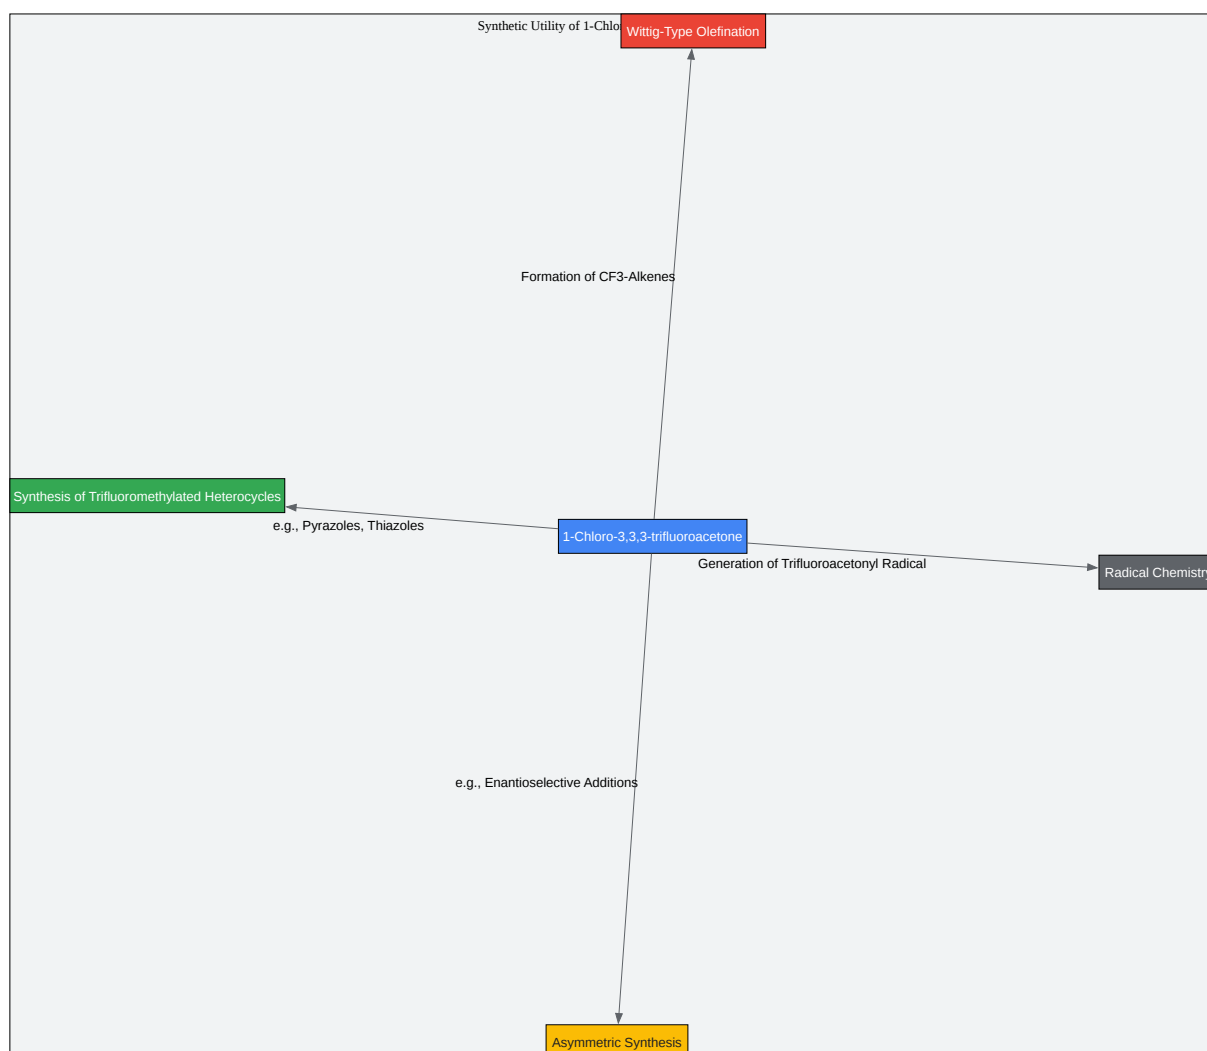 Synthetic Utility of 1-Chlo
Wittig-Type Olefination
Formation of CF3-Alkenes
Synthesis of Trifluoromethylated Heterocycles
e.g., Pyrazoles, Thiazoles
1-Chloro-3,3,3-trifluoroacetone
Generation of Trifluoroacetonyl Radical
Radical Chemistry
e.g., Enantioselective Additions
Asymmetric Synthesis